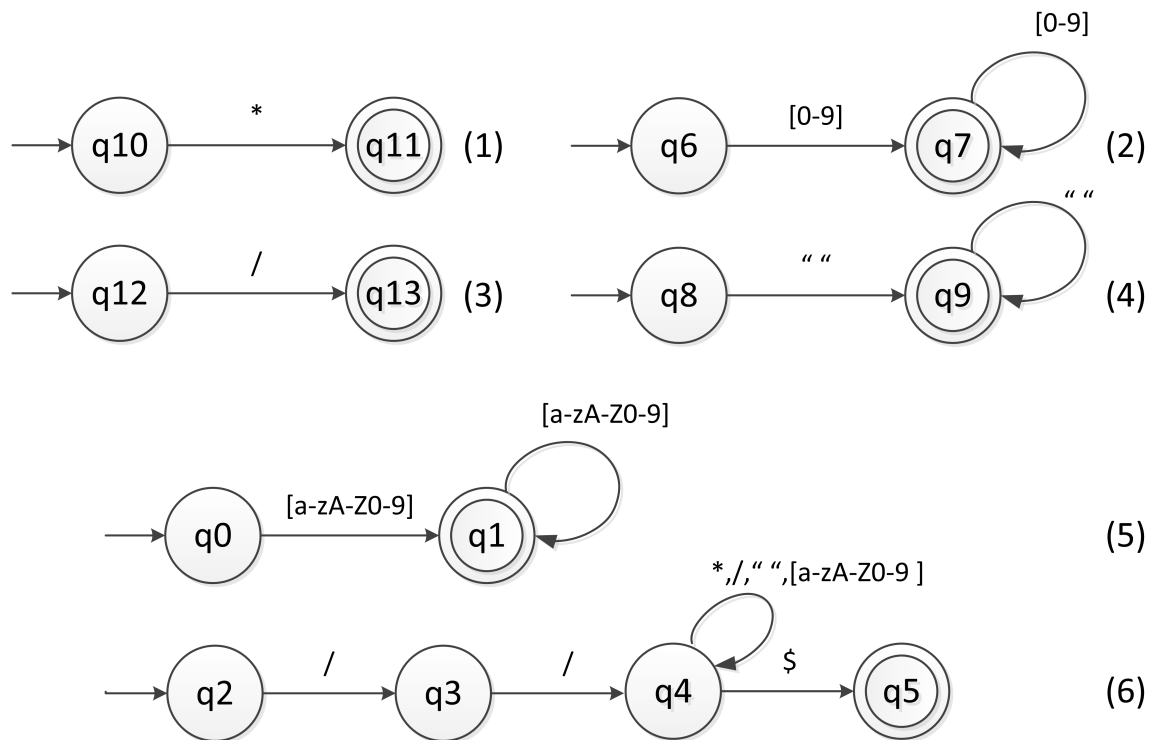 [0-9]
* [0-9]
q10 q11 (1) q6 q7 (2)
“ “
/ “ “
q12 q13 (3) q8 q9 (4)
[a-zA-Z0-9]
[a-zA-Z0-9]
q0 q1 (5)
*,/,“ “,[a-zA-Z0-9 ]
/ / $
q2 q3 q4 q5 (6)